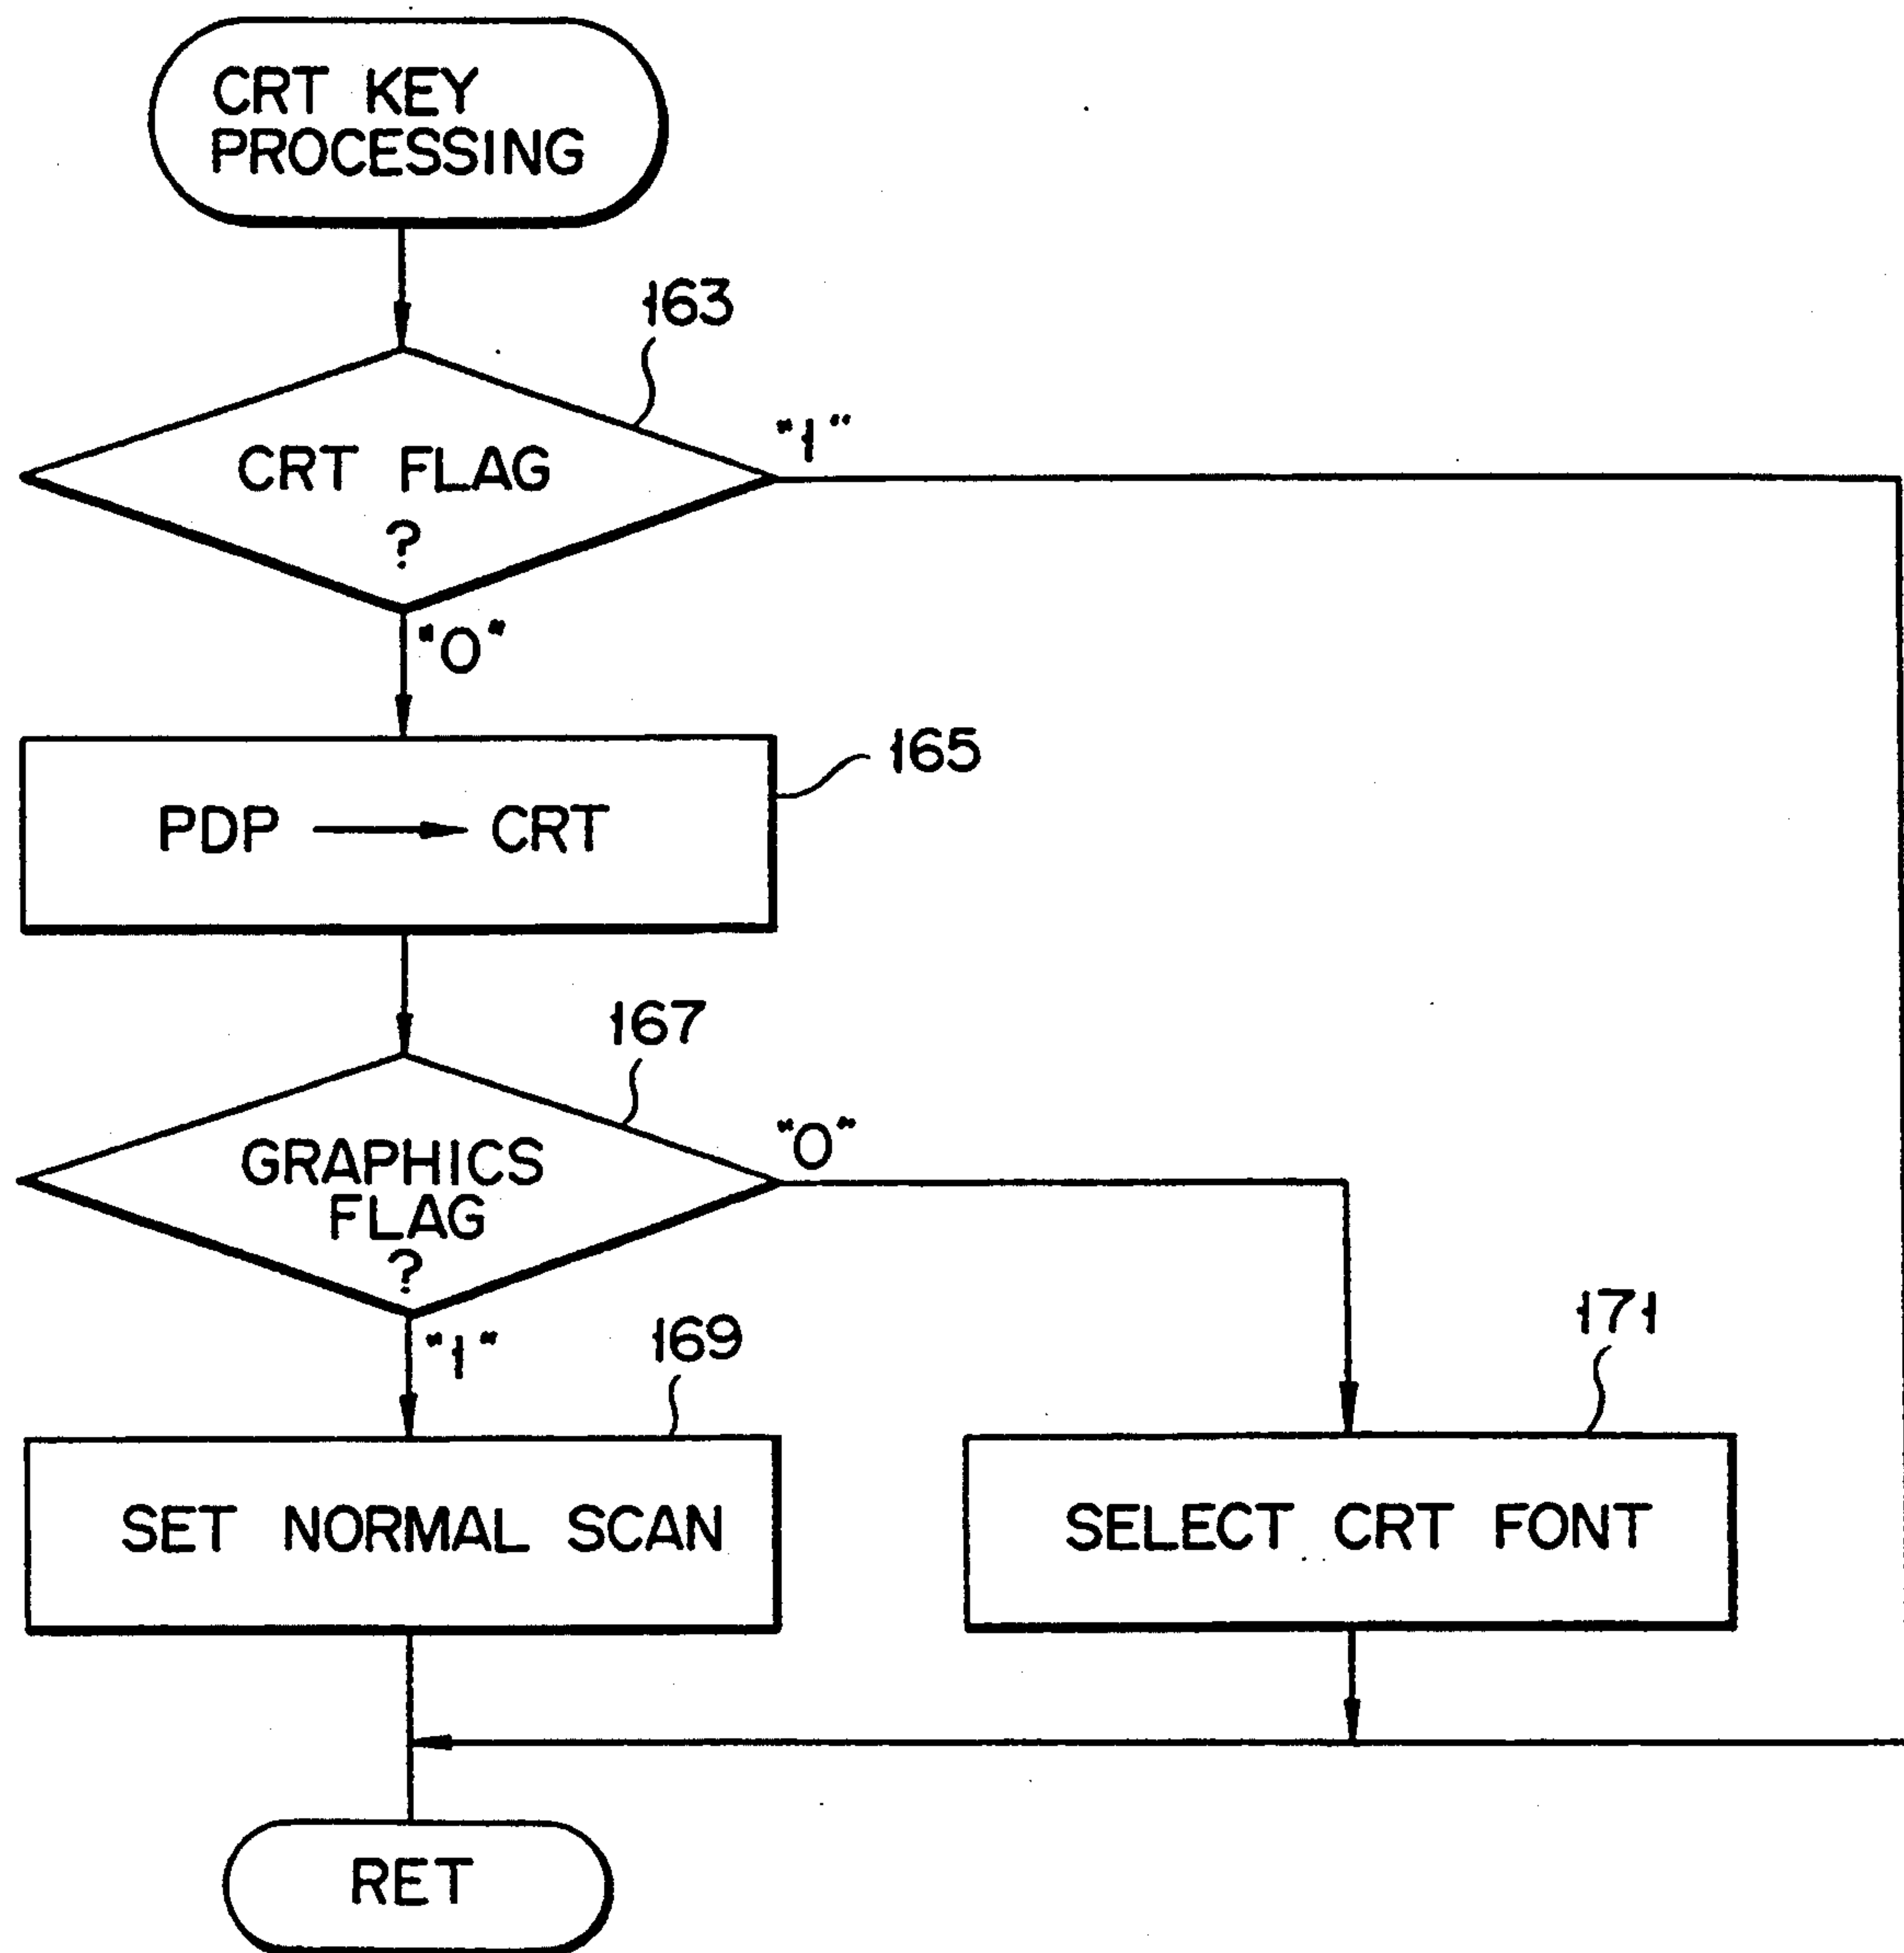 CRT KEY
PROCESSING
163
"1"
CRT FLAG
?
"0"
165
PDP → CRT
167
"0"
GRAPHICS
FLAG
?
"1"
169
171
SET NORMAL SCAN
SELECT CRT FONT
RET